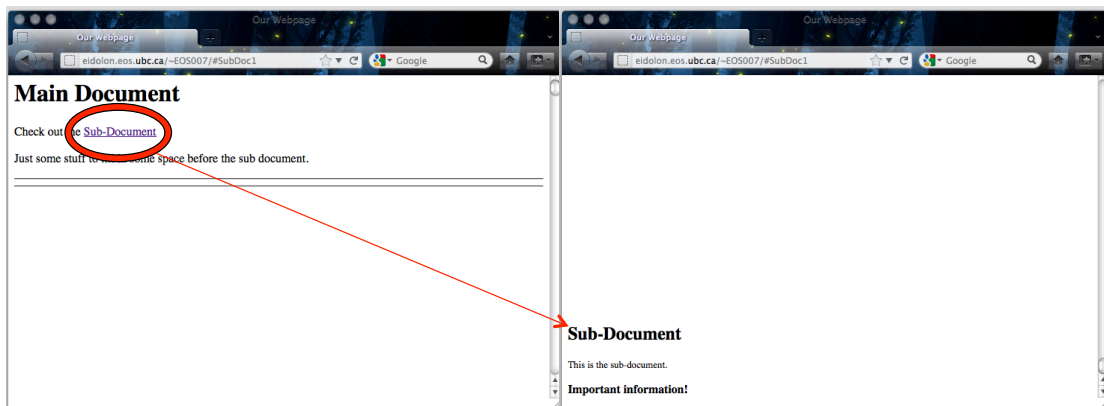 Our Webpage
Our Webpage
eidolon.eos.ubc.ca/~EOS007/#SubDoc1
Google
Main Document
Check out the Sub-Document
Just some stuff to some space before the sub document.
Our Webpage
Our Webpage
eidolon.eos.ubc.ca/~EOS007/#SubDoc1
Google
Sub-Document
This is the sub-document.
Important information!